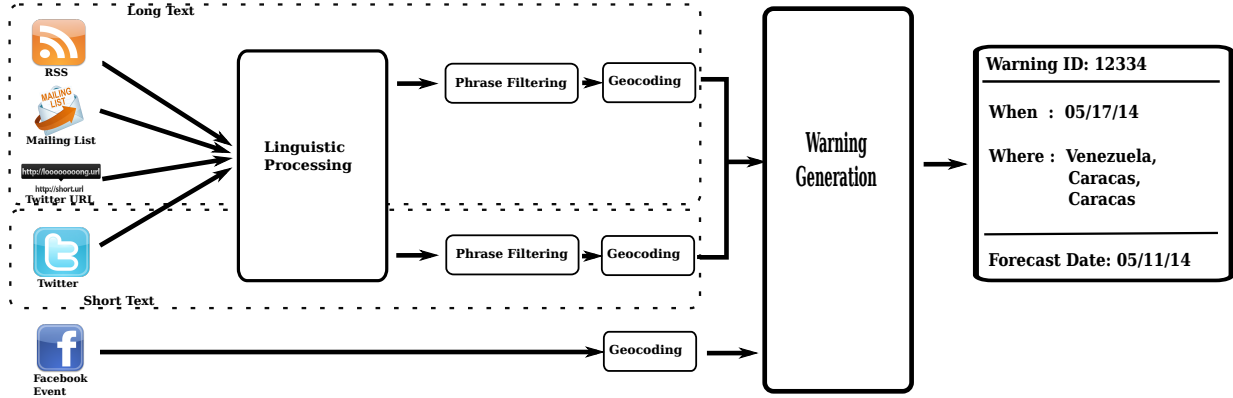 Long Text
RSS
MAILING
LIST
Mailing List
http://looooooong.url
http://short.url
Twitter URL
Twitter
Short Text
Facebook
Event
Linguistic
Processing
Phrase Filtering
Geocoding
Phrase Filtering
Geocoding
Geocoding
Warning
Generation
Warning ID: 12334
When : 05/17/14
Where : Venezuela,
Caracas,
Caracas
Forecast Date: 05/11/14